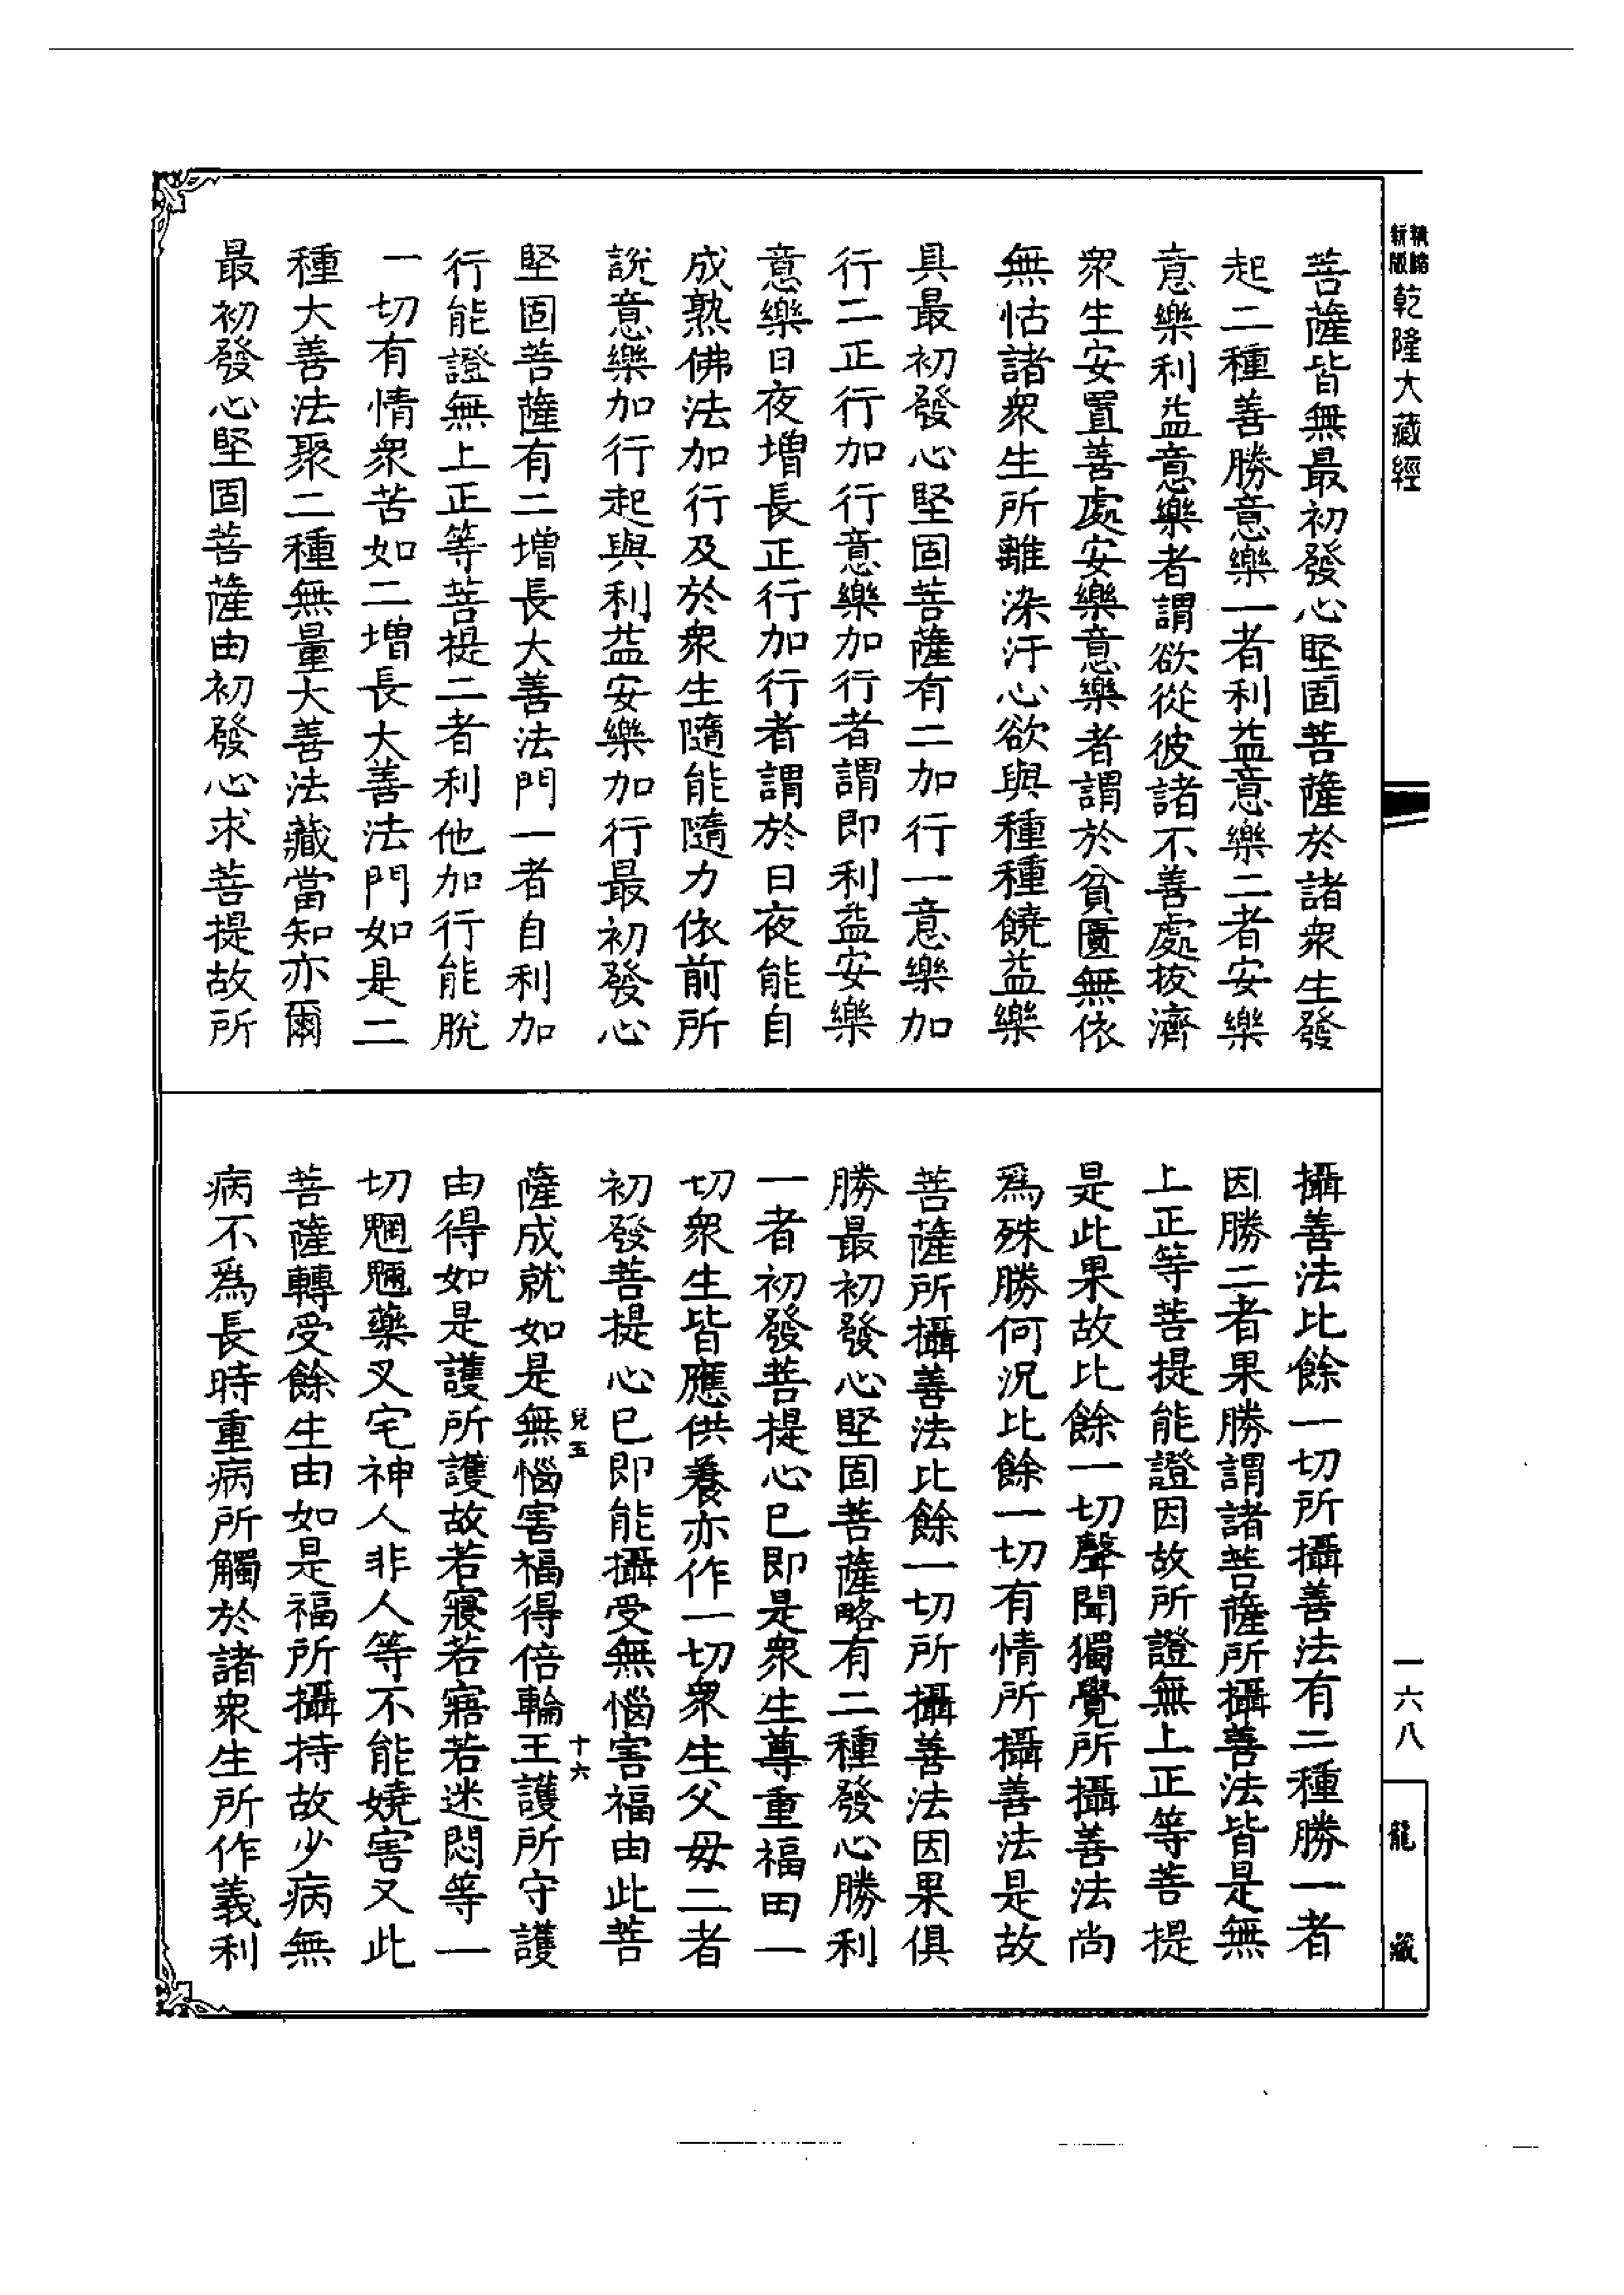 新版
乾隆大藏經
菩薩皆無最初發心堅固菩薩於諸衆生發
起二種善勝意樂一者利益意樂二者安樂
意樂利益意樂者謂欲從彼諸不善處拔濟
衆生安置善處安樂意樂者謂於貧匱無依
無怙諸衆生所離染汙心欲與種種饒益樂
具最初發心堅固菩薩有二加行一意樂加
行二正行加行意樂加行者謂即利益安樂
意樂日夜增長正行加行者謂於日夜能自
成熟佛法加行及於衆生隨能隨力依前所
說意樂加行起與利益安樂加行最初發心
堅固菩薩有二增長大善法門一者自利加
行能證無上正等菩提二者利他加行能脫
一切有情衆苦如二增長大善法門如是二
種大善法聚二種無量大善法藏當知亦爾
最初發心堅固菩薩由初發心求菩提故所
攝善法比餘一切所攝善法有二種勝一者
因勝二者果勝謂諸菩薩所攝善法皆是無
上正等菩提能證因故所證無上正等菩提
是此果故比餘一切聲聞獨覺所攝善法尚
爲殊勝何況比餘一切有情所攝善法是故
菩薩所攝善法比餘一切所攝善法因果俱
勝最初發心堅固菩薩略有二種發心勝利
一者初發菩提心已即是衆生尊重福田一
切衆生皆應供養亦作一切衆生父母二者
初發菩提心已即能攝受無惱害福由此菩
兒五
十六
薩成就如是無惱害福得倍輪王護所守護
由得如是護所護故若寢若寤若迷悶等一
切魍魎藥叉宅神人非人等不能嬈害又此
菩薩轉受餘生由如是福所攝持故少病無
病不爲長時重病所觸於諸衆生所作義利
一六八
龍藏